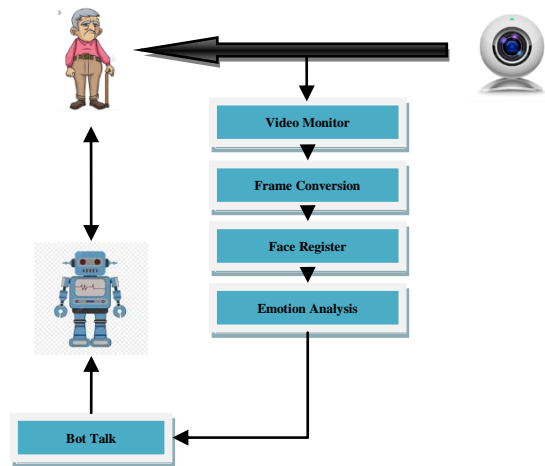 Video Monitor
Frame Conversion
Face Register
Emotion Analysis
Bot Talk